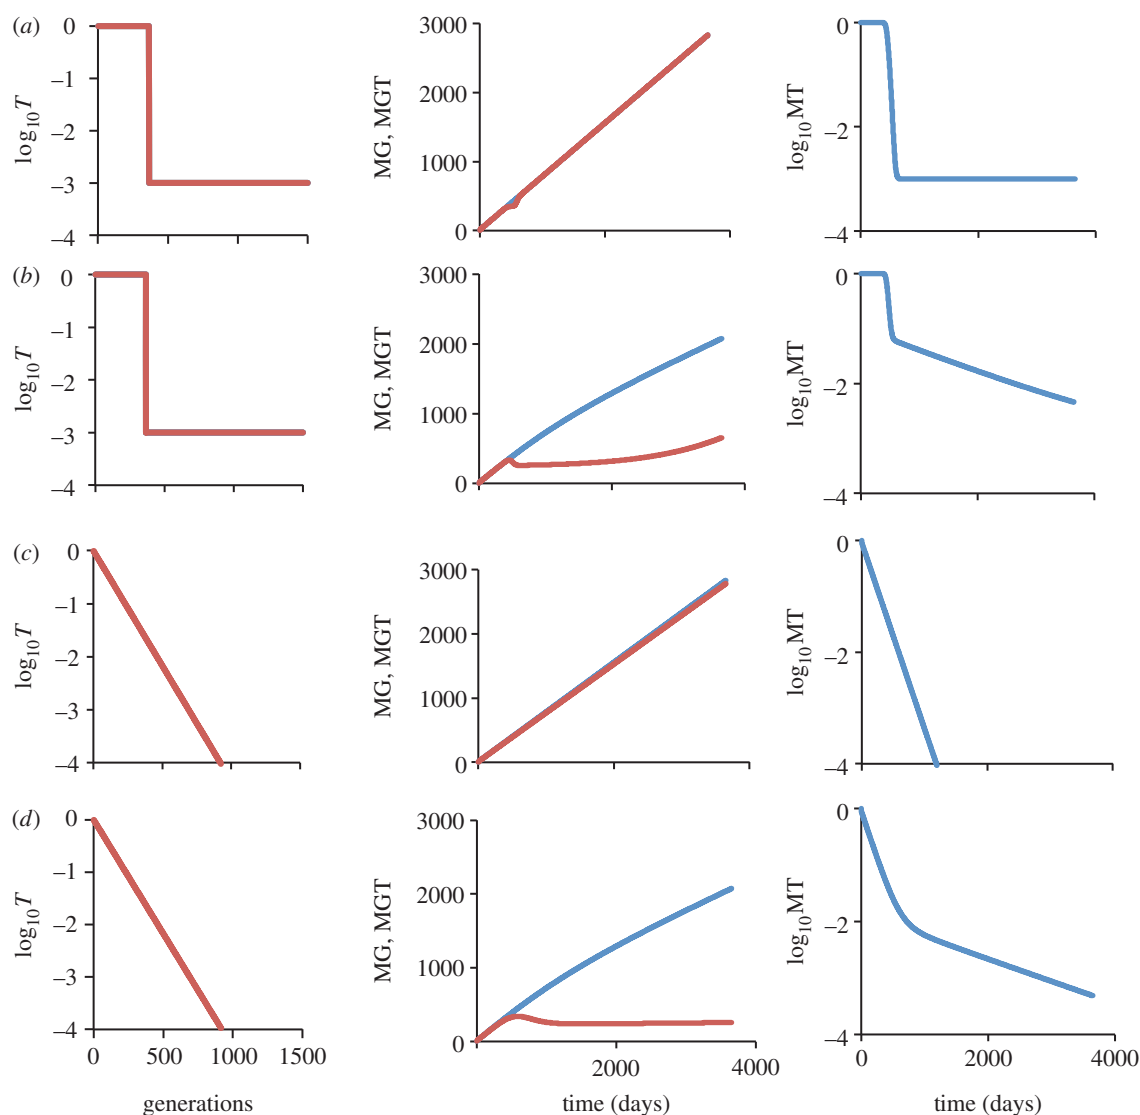 (a)
0
–1
–2
–3
–4
log10T
3000
2000
1000
0
MG, MGT
0
–2
–4
log10MT
(b)
0
–1
–2
–3
–4
log10T
3000
2000
1000
0
MG, MGT
0
–2
–4
log10MT
(c)
0
–1
–2
–3
–4
log10T
3000
2000
1000
0
MG, MGT
0
–2
–4
log10MT
(d)
0
–1
–2
–3
–4
log10T
3000
2000
1000
0
MG, MGT
0
–2
–4
log10MT
0 500 1000 1500
2000 4000
0 2000 4000
generations
time (days)
time (days)